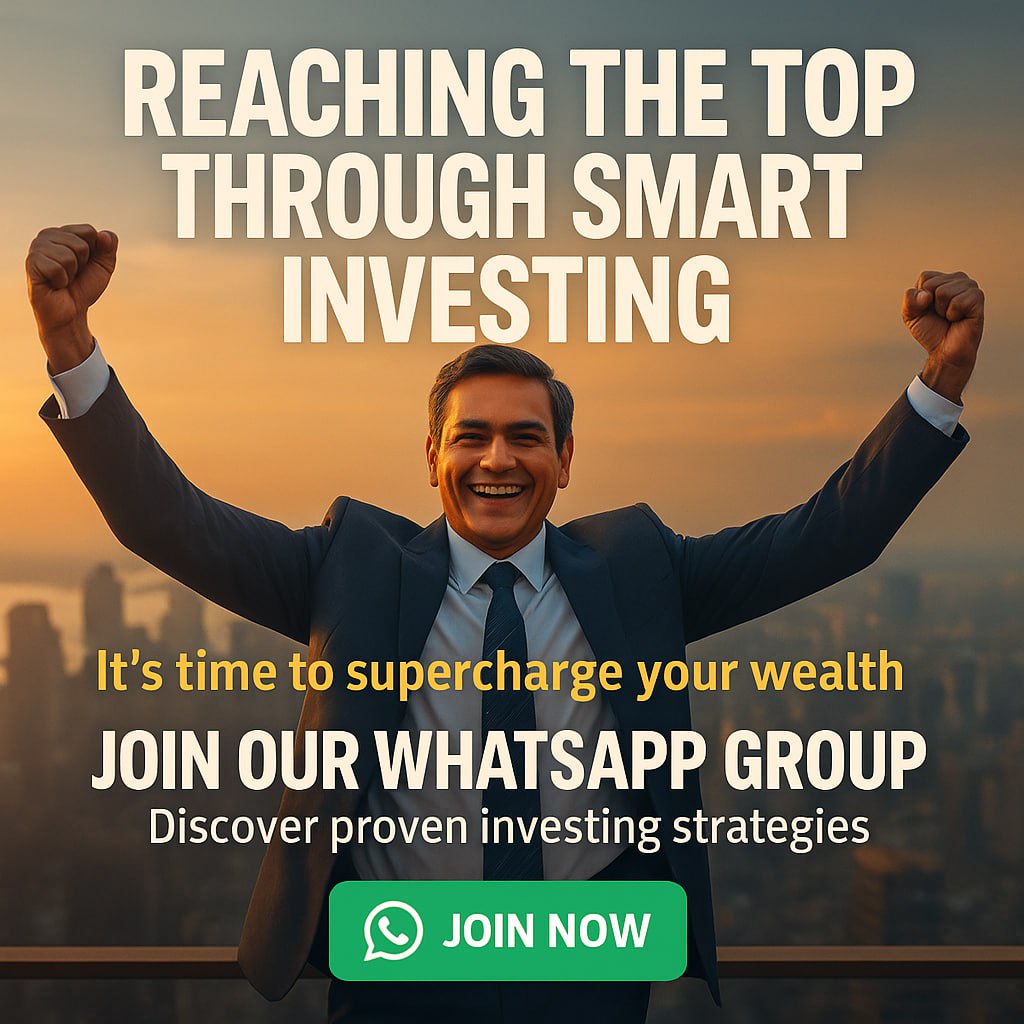 REACHING THE TOP
THROUGH SMART
INVESTING
It's time to supercharge your wealth
JOIN OUR WHATSAPP GROUP
Discover proven investing strategies
JOIN NOW